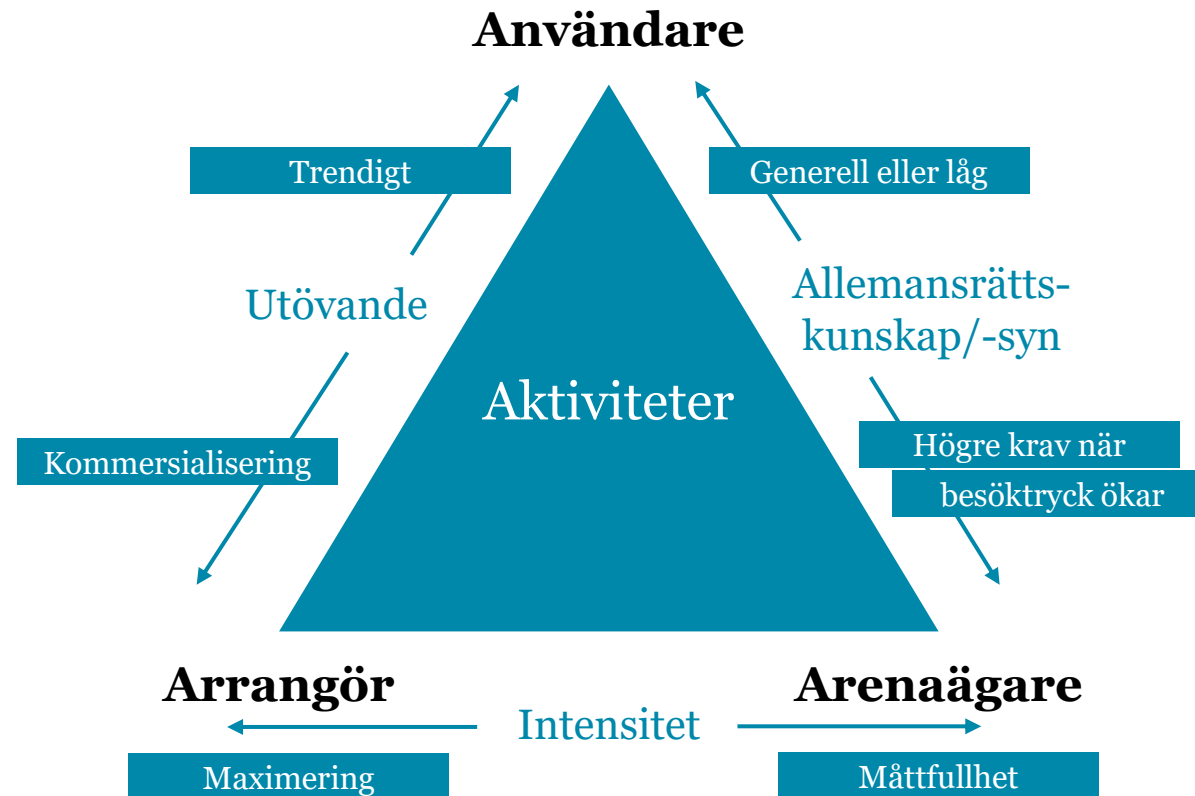 Användare
Trendigt
Generell eller låg
Utövande
Allemansrätts-
kunskap/-syn
Aktiviteter
Kommersialisering
Högre krav när
besöktryck ökar
Arrangör
Arenaägare
Intensitet
Maximering
Måttfullhet